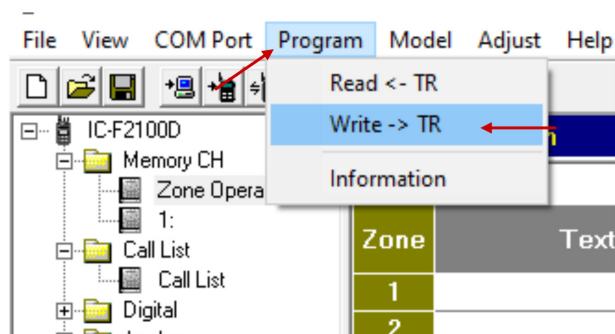 File View COM Port Program Model Adjust Help
Read <- TR
Write -> TR
Information
IC-F2100D
Memory CH
Zone Opera
1:
Call List
Call List
Digital
Zone Text
1
2